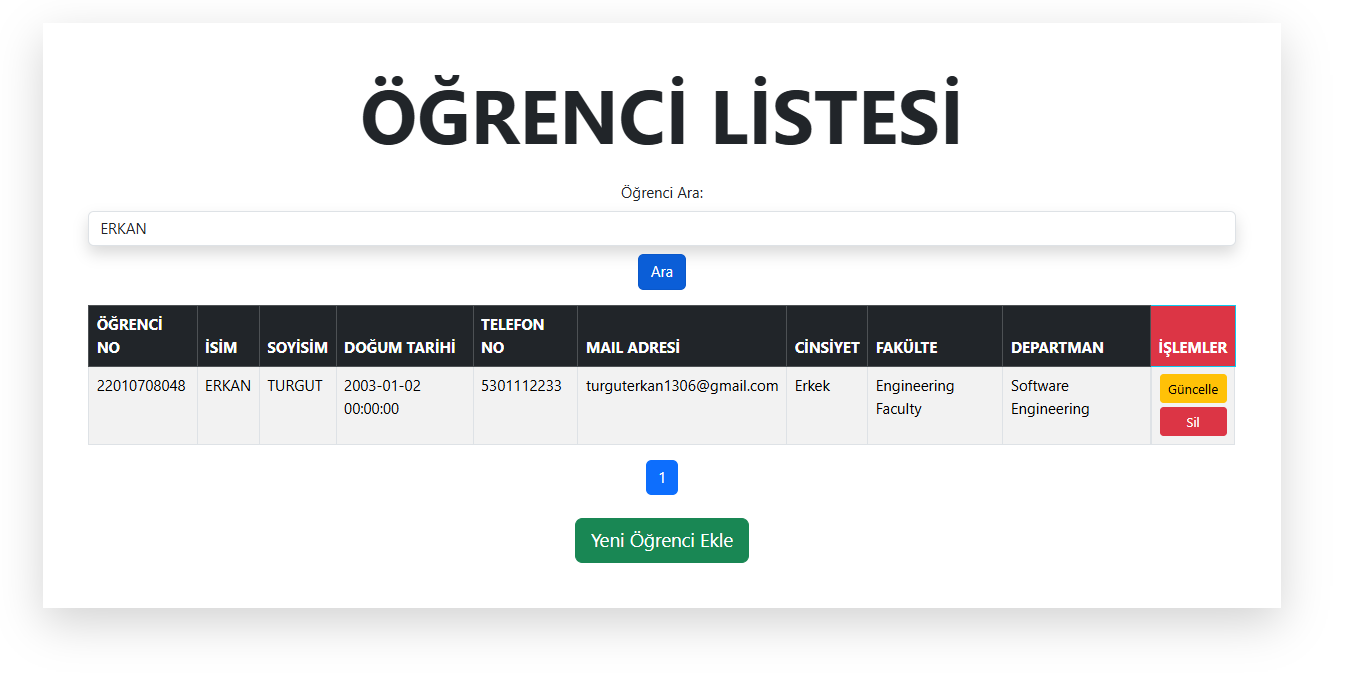 ÖĞRENCİ LİSTESİ
Öğrenci Ara:
ERKAN
Ara
ÖĞRENCİ NO İSİM SOYİSİM DOĞUM TARİHİ TELEFON NO MAIL ADRESİ CİNSİYET FAKÜLTE DEPARTMAN İŞLEMLER
22010708048 ERKAN TURGUT 2003-01-02 00:00:00 5301112233 turguterkan1306@gmail.com Erkek Engineering Faculty Software Engineering Güncelle
Sil
1
Yeni Öğrenci Ekle